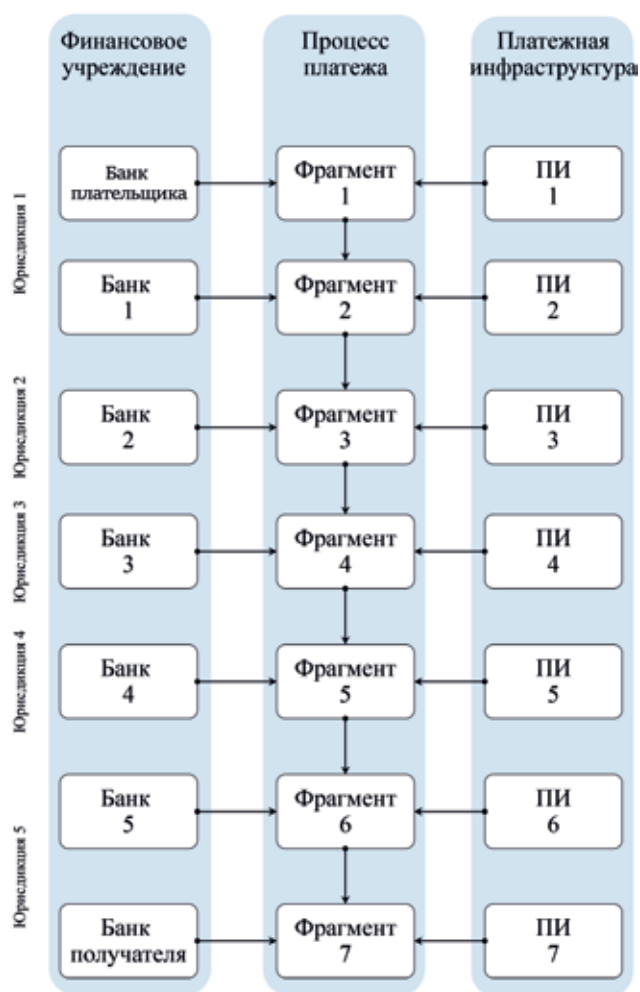 Финансовое
учреждение
Процесс
платежа
Платежная
инфраструктура
Юрисдикция 1
Банк
плательщика
Фрагмент
1
ПИ
1
Банк
1
Фрагмент
2
ПИ
2
Юрисдикция 2
Банк
2
Фрагмент
3
ПИ
3
Юрисдикция 3
Банк
3
Фрагмент
4
ПИ
4
Юрисдикция 4
Банк
4
Фрагмент
5
ПИ
5
Юрисдикция 5
Банк
5
Фрагмент
6
ПИ
6
Банк
получателя
Фрагмент
7
ПИ
7